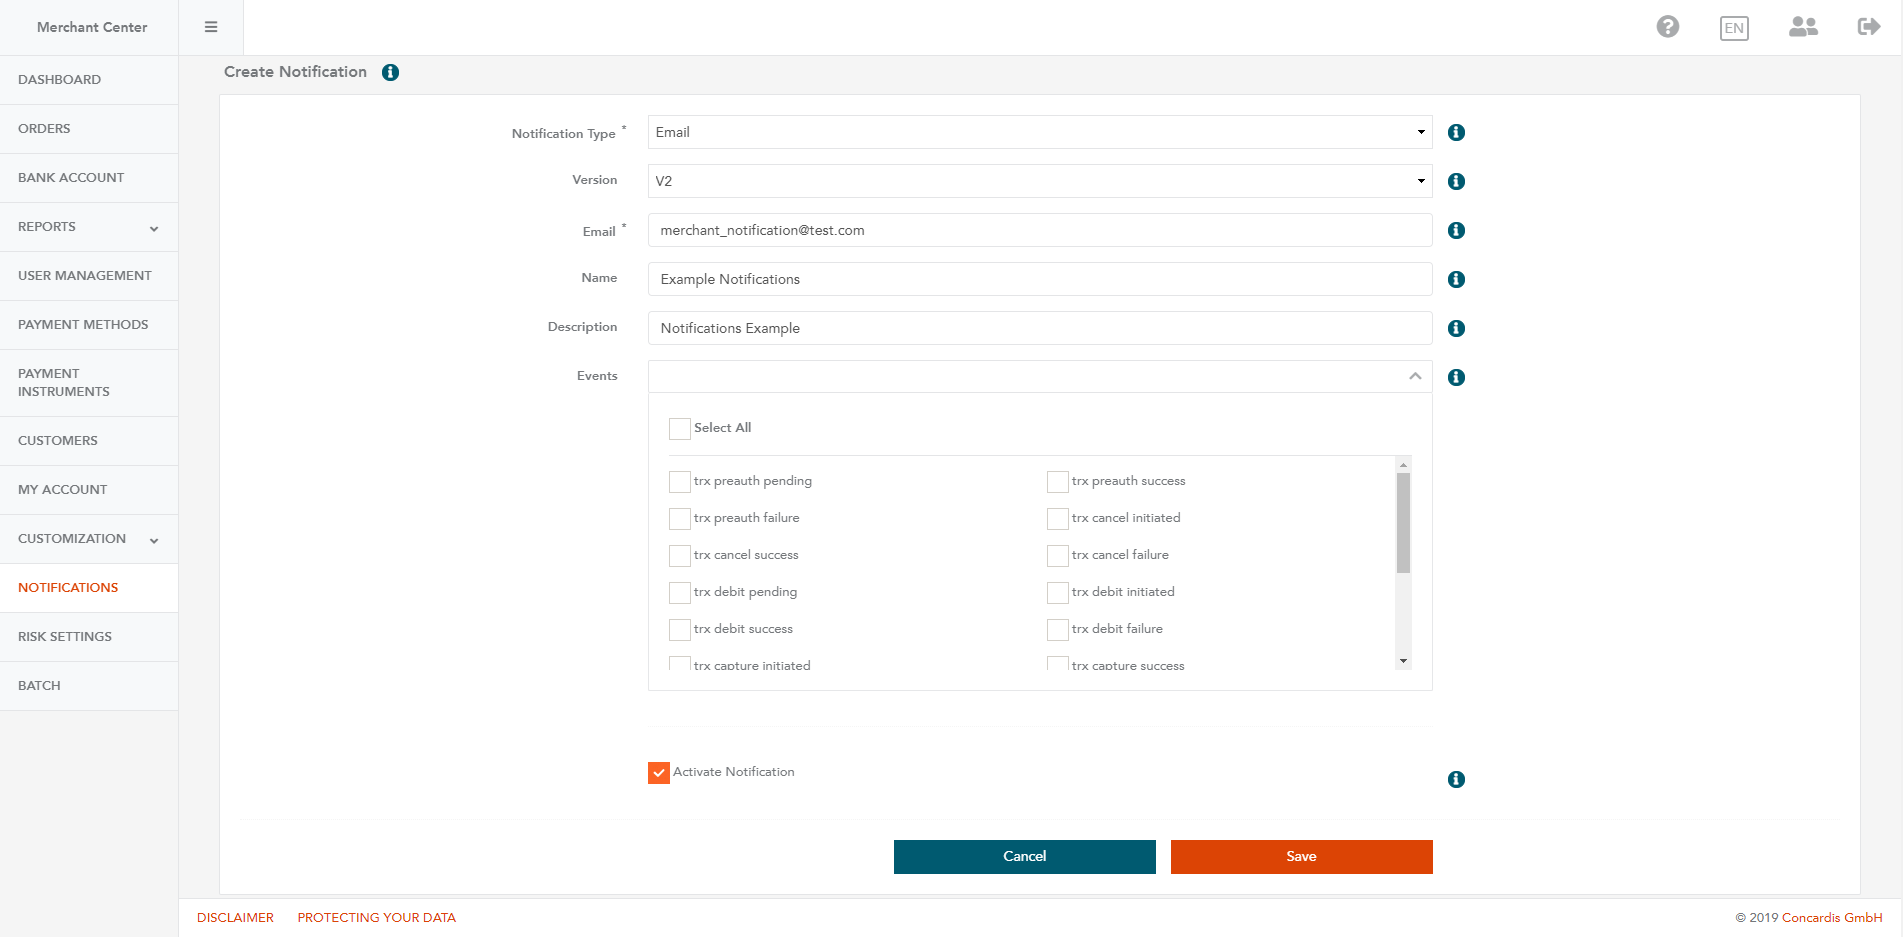 Merchant Center
EN
DASHBOARD
ORDERS
BANK ACCOUNT
REPORTS
USER MANAGEMENT
PAYMENT METHODS
PAYMENT
INSTRUMENTS
CUSTOMERS
MY ACCOUNT
CUSTOMIZATION
NOTIFICATIONS
RISK SETTINGS
BATCH
Create Notification
Notification Type * Email
Version V2
Email * merchant_notification@test.com
Name Example Notifications
Description Notifications Example
Events
Select All
trx preauth pending trx preauth success
trx preauth failure trx cancel initiated
trx cancel success trx cancel failure
trx debit pending trx debit initiated
trx debit success trx debit failure
trx capture initiated trx capture success
Activate Notification
Cancel Save
DISCLAIMER PROTECTING YOUR DATA © 2019 Concardis GmbH